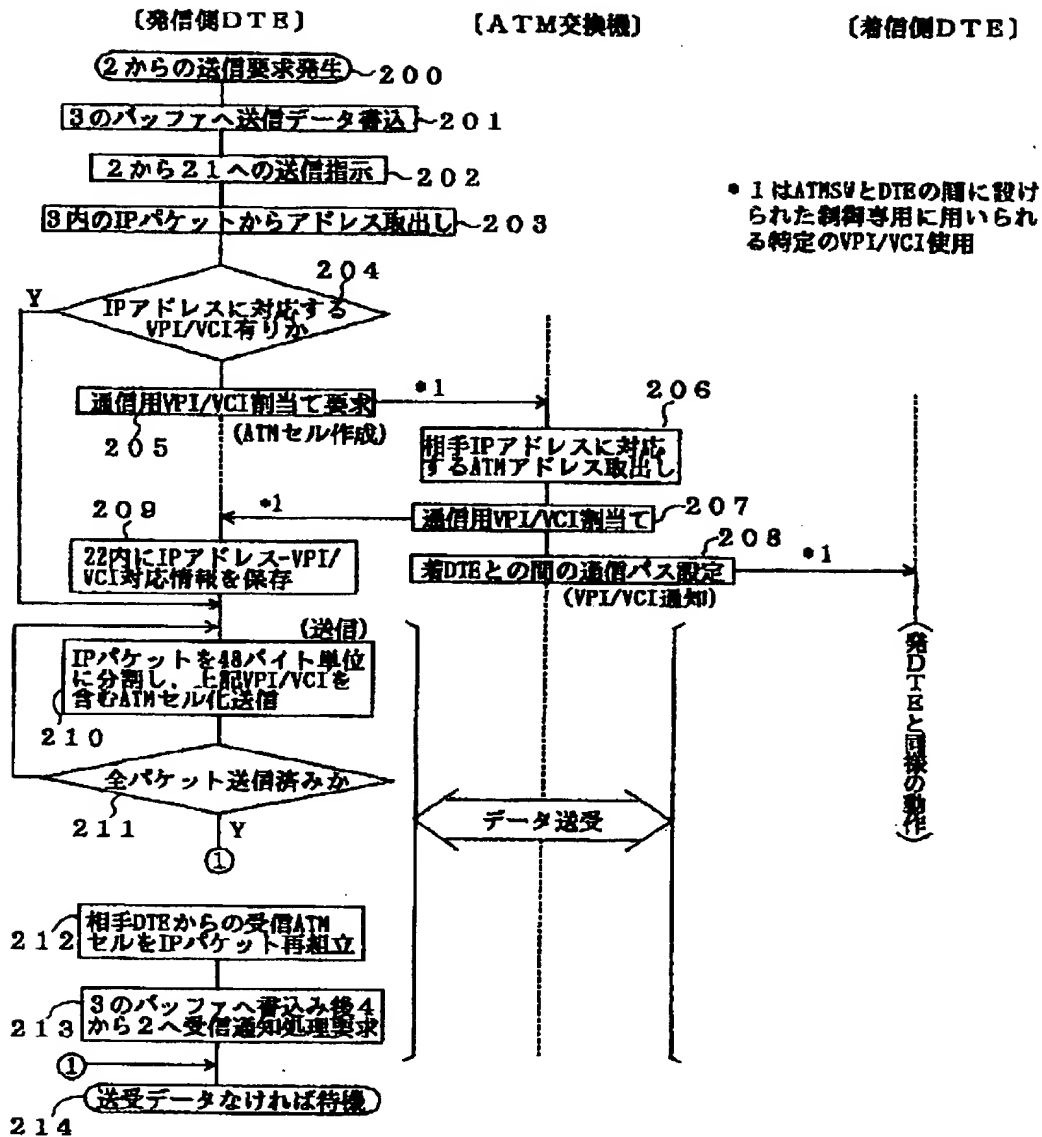 〔発信側DTE〕
〔ATM交換機〕
〔着信側DTE〕
2からの送信要求発生
200
3のバッファへ送信データ書込
201
2から21への送信指示
202
3内のIPパケットからアドレス取出し
203
*1はATMSWとDTEの間に設け
られた制御専用に用いられ
る特定のVPI/VCI使用
204
Y
IPアドレスに対応する
VPI/VCI有りか
通信用VPI/VCI割当て要求
*1
205
(ATMセル作成)
206
相手IPアドレスに対応
するATMアドレス取出し
209
*1
通信用VPI/VCI割当て
207
22内にIPアドレス-VPI/
VCI対応情報を保存
208
着DTEとの間の通信パス設定
*1
(VPI/VCI通知)
(送信)
IPパケットを48バイト単位
に分割し、上記VPI/VCIを
含むATMセル化送信
210
全パケット送信済みか
211
Y
①
データ送受
(発DTEと同様の動作)
212
相手DTEからの受信ATM
セルをIPパケット再組立
213
3のバッファへ書込み後4
から2へ受信通知処理要求
①
送受データなければ待機
214